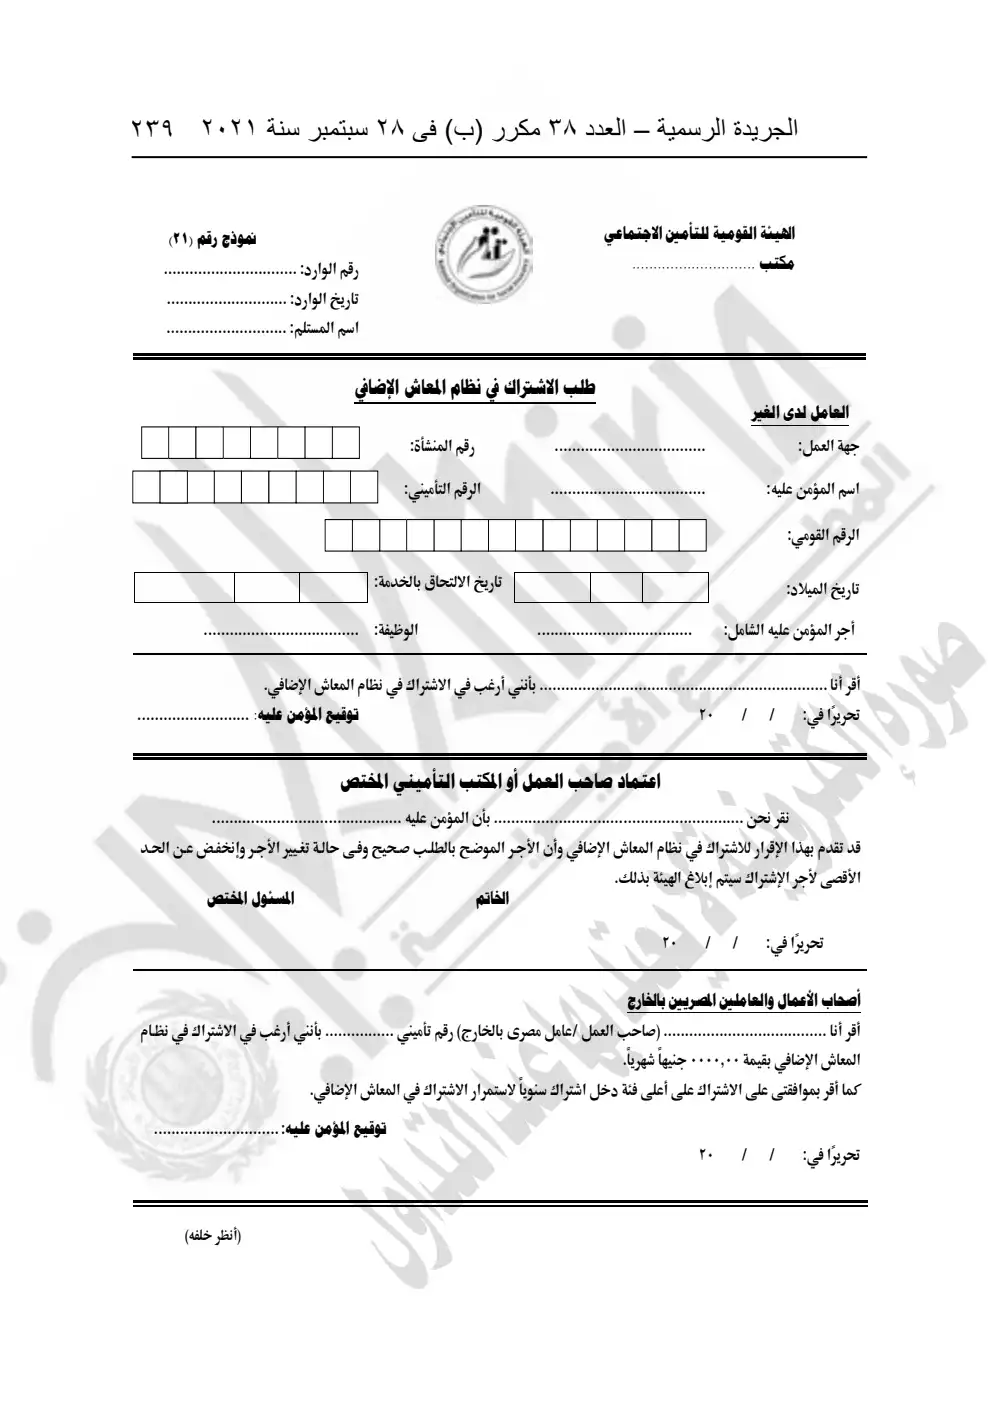 الجريدة الرسمية – العدد ٣٨ مكرر (ب) فى ٢٨ سبتمبر سنة ٢٠٢١ ٢٣٩
الهيئة القومية للتأمين الاجتماعي
مكتب ............................
نموذج رقم (٢١)
رقم الوارد: ...............................
تاريخ الوارد: ............................
اسم المستلم: ............................
طلب الاشتراك في نظام المعاش الإضافي
العامل لدى الغير
جهة العمل: ................................... رقم المنشأة:
اسم المؤمن عليه: .................................... الرقم التأميني:
الرقم القومي:
تاريخ الميلاد: تاريخ الالتحاق بالخدمة:
أجر المؤمن عليه الشامل: .................................... الوظيفة: ....................................
أقر أنا .................................................................. بأنني أرغب في الاشتراك في نظام المعاش الإضافي.
تحريرًا في: / / ٢٠ توقيع المؤمن عليه: ..........................
اعتماد صاحب العمل أو المكتب التأميني المختص
نقر نحن .......................................................... بأن المؤمن عليه ............................................
قد تقدم بهذا الإقرار للاشتراك في نظام المعاش الإضافي وأن الأجر الموضح بالطلب صحيح وفى حالة تغيير الأجر وإنخفض عن الحد
الأقصى لأجر الإشتراك سيتم إبلاغ الهيئة بذلك.
الخاتم المسئول المختص
تحريرًا في: / / ٢٠
أصحاب الأعمال والعاملين المصريين بالخارج
أقر أنا ...................................... (صاحب العمل /عامل مصرى بالخارج) رقم تأميني ................ بأنني أرغب في الاشتراك في نظام
المعاش الإضافي بقيمة ٠٠٠٠,٠٠ جنيهاً شهرياً.
كما أقر بموافقتى على الاشتراك على أعلى فئة دخل اشتراك سنوياً لاستمرار الاشتراك في المعاش الإضافي.
توقيع المؤمن عليه: .............................
تحريرًا في: / / ٢٠
(أنظر خلفه)
صورة إلكترونية لا يعتد بها عند التداول